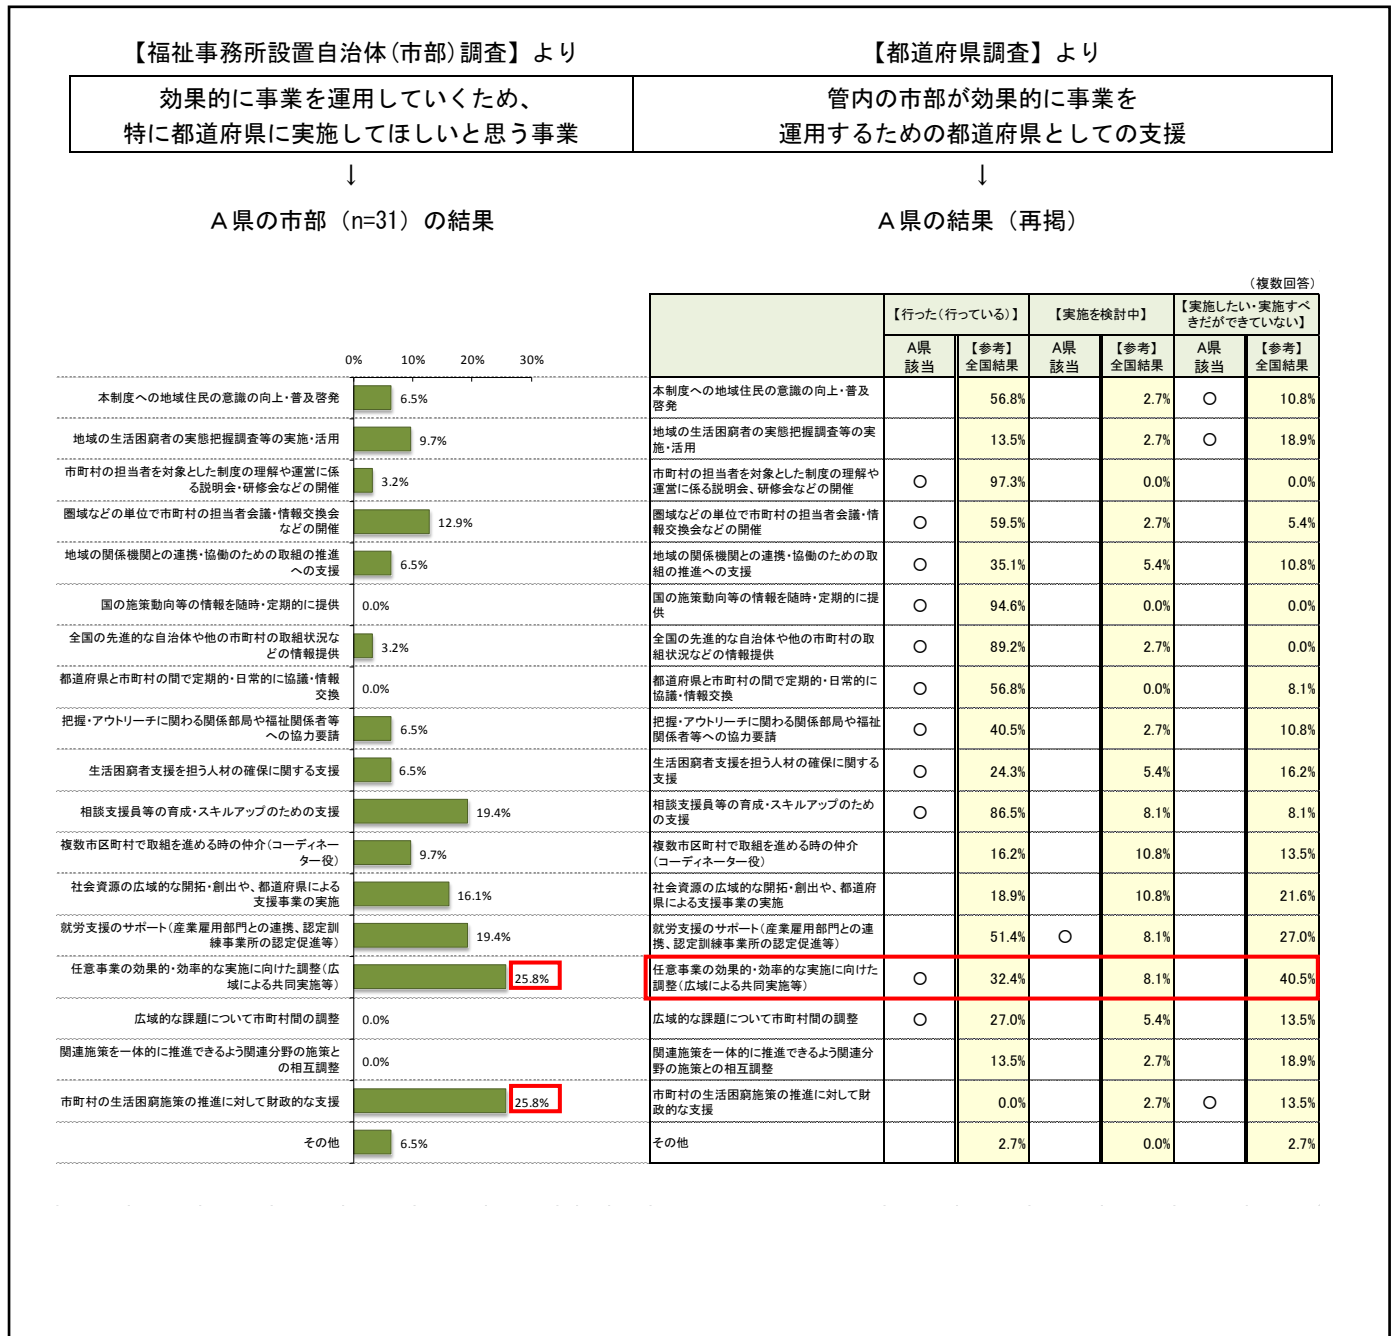 【福祉事務所設置自治体(市部)調査】より
【都道府県調査】より
効果的に事業を運用していくため、
特に都道府県に実施してほしいと思う事業
管内の市部が効果的に事業を
運用するための都道府県としての支援
↓
↓
A県の市部（n=31）の結果
A県の結果（再掲）
（複数回答）
【行った(行っている)】
【実施を検討中】
【実施したい・実施すべ
きだができていない】
A県
該当
【参考】
全国結果
A県
該当
【参考】
全国結果
A県
該当
【参考】
全国結果
0% 10% 20% 30%
本制度への地域住民の意識の向上・普及啓発 6.5%
本制度への地域住民の意識の向上・普及
啓発
56.8% 2.7% ○ 10.8%
地域の生活困窮者の実態把握調査等の実施・活用 9.7%
地域の生活困窮者の実態把握調査等の実
施・活用
13.5% 2.7% ○ 18.9%
市町村の担当者を対象とした制度の理解や運営に係
る説明会・研修会などの開催
3.2%
市町村の担当者を対象とした制度の理解や
運営に係る説明会、研修会などの開催
○ 97.3% 0.0% 0.0%
圏域などの単位で市町村の担当者会議・情報交換会
などの開催
12.9%
圏域などの単位で市町村の担当者会議・情
報交換会などの開催
○ 59.5% 2.7% 5.4%
地域の関係機関との連携・協働のための取組の推進
への支援
6.5%
地域の関係機関との連携・協働のための取
組の推進への支援
○ 35.1% 5.4% 10.8%
国の施策動向等の情報を随時・定期的に提供 0.0%
国の施策動向等の情報を随時・定期的に提
供
○ 94.6% 0.0% 0.0%
全国の先進的な自治体や他の市町村の取組状況な
どの情報提供
3.2%
全国の先進的な自治体や他の市町村の取
組状況などの情報提供
○ 89.2% 2.7% 0.0%
都道府県と市町村の間で定期的・日常的に協議・情報
交換
0.0%
都道府県と市町村の間で定期的・日常的に
協議・情報交換
○ 56.8% 0.0% 8.1%
把握・アウトリーチに関わる関係部局や福祉関係者等
への協力要請
6.5%
把握・アウトリーチに関わる関係部局や福祉
関係者等への協力要請
○ 40.5% 2.7% 10.8%
生活困窮者支援を担う人材の確保に関する支援 6.5%
生活困窮者支援を担う人材の確保に関する
支援
○ 24.3% 5.4% 16.2%
相談支援員等の育成・スキルアップのための支援 19.4%
相談支援員等の育成・スキルアップのため
の支援
○ 86.5% 8.1% 8.1%
複数市区町村で取組を進める時の仲介(コーディネー
ター役)
9.7%
複数市区町村で取組を進める時の仲介
(コーディネーター役)
16.2% 10.8% 13.5%
社会資源の広域的な開拓・創出や、都道府県による
支援事業の実施
16.1%
社会資源の広域的な開拓・創出や、都道府
県による支援事業の実施
18.9% 10.8% 21.6%
就労支援のサポート(産業雇用部門との連携、認定訓
練事業所の認定促進等)
19.4%
就労支援のサポート(産業雇用部門との連
携、認定訓練事業所の認定促進等)
51.4% ○ 8.1% 27.0%
任意事業の効果的・効率的な実施に向けた調整(広
域による共同実施等)
25.8%
任意事業の効果的・効率的な実施に向けた
調整(広域による共同実施等)
○ 32.4% 8.1% 40.5%
広域的な課題について市町村間の調整 0.0%
広域的な課題について市町村間の調整
○ 27.0% 5.4% 13.5%
関連施策を一体的に推進できるよう関連分野の施策と
の相互調整
0.0%
関連施策を一体的に推進できるよう関連分
野の施策との相互調整
13.5% 2.7% 18.9%
市町村の生活困窮施策の推進に対して財政的な支援 25.8%
市町村の生活困窮施策の推進に対して財
政的な支援
0.0% 2.7% ○ 13.5%
その他 6.5%
その他
2.7% 0.0% 2.7%